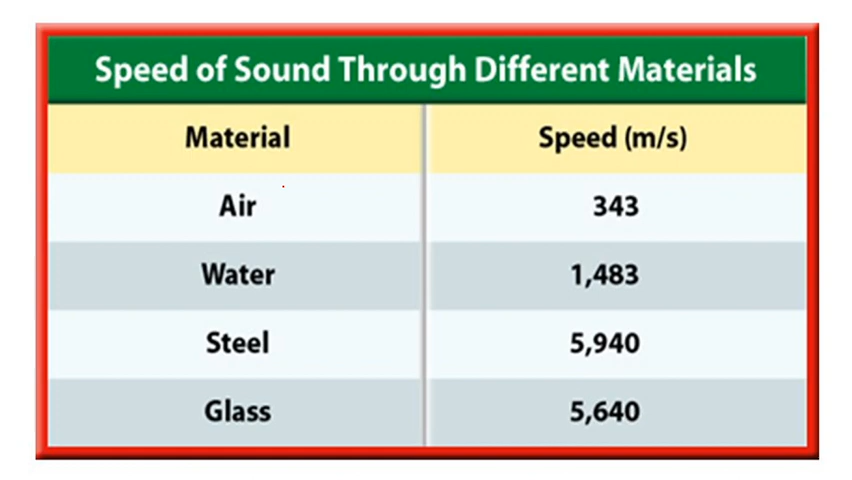 Speed of Sound Through Different Materials
Material Speed (m/s)
Air 343
Water 1,483
Steel 5,940
Glass 5,640